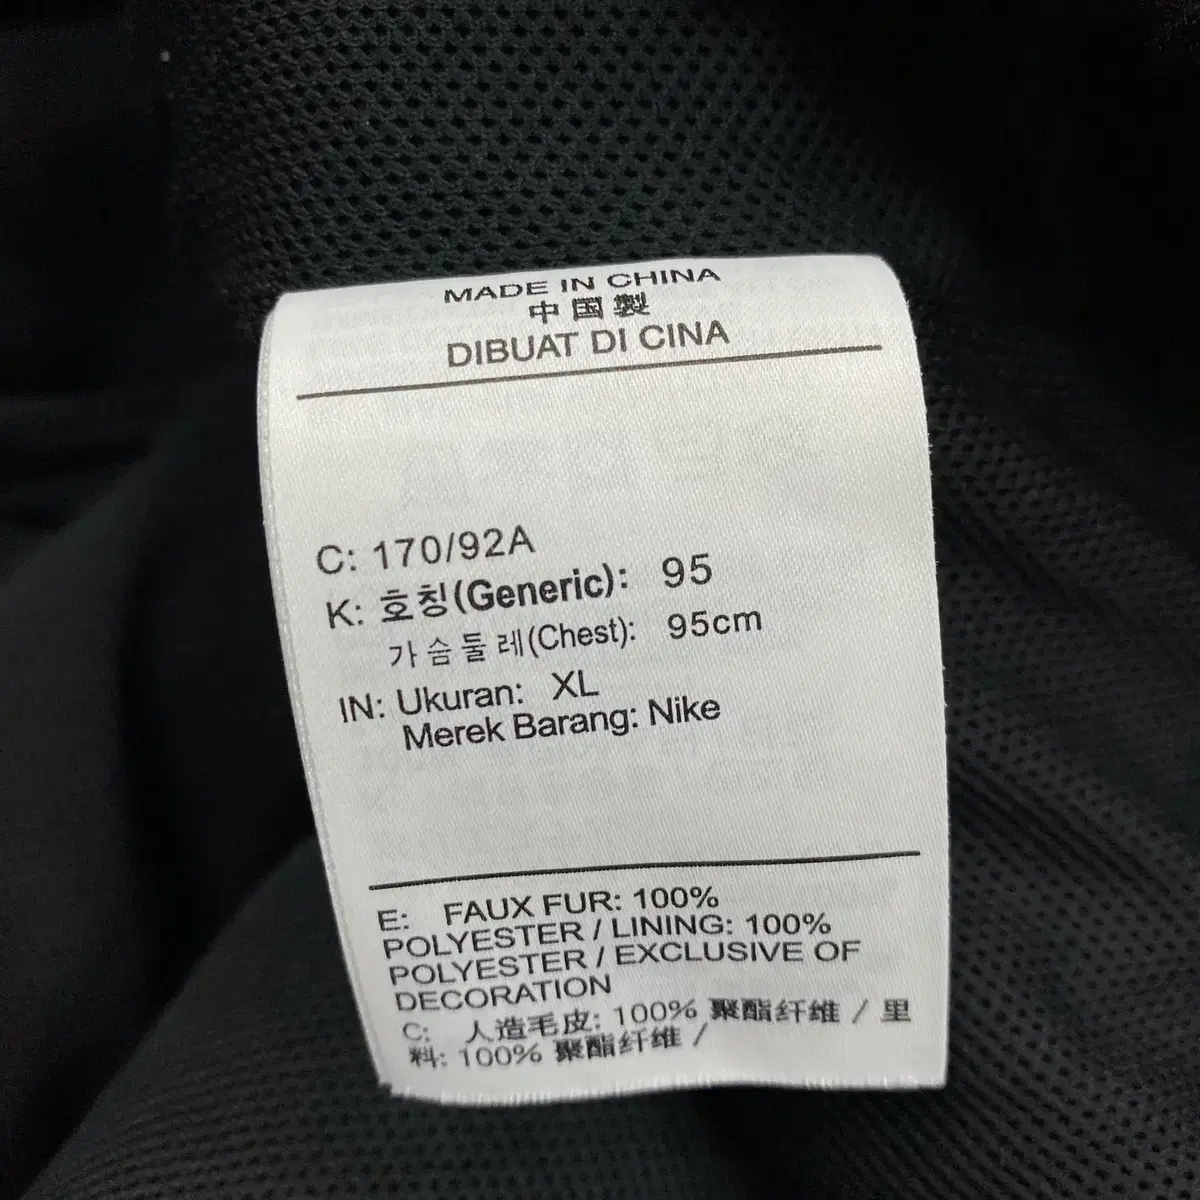 MADE IN CHINA
中国製
DIBUAT DI CINA
C: 170/92A
K: 호칭(Generic): 95
가슴둘레(Chest): 95cm
IN: Ukuran: XL
Merek Barang: Nike
E: FAUX FUR: 100%
POLYESTER / LINING: 100%
POLYESTER / EXCLUSIVE OF
DECORATION
C: 人造毛皮: 100% 聚酯纤维 / 里
料: 100% 聚酯纤维 /